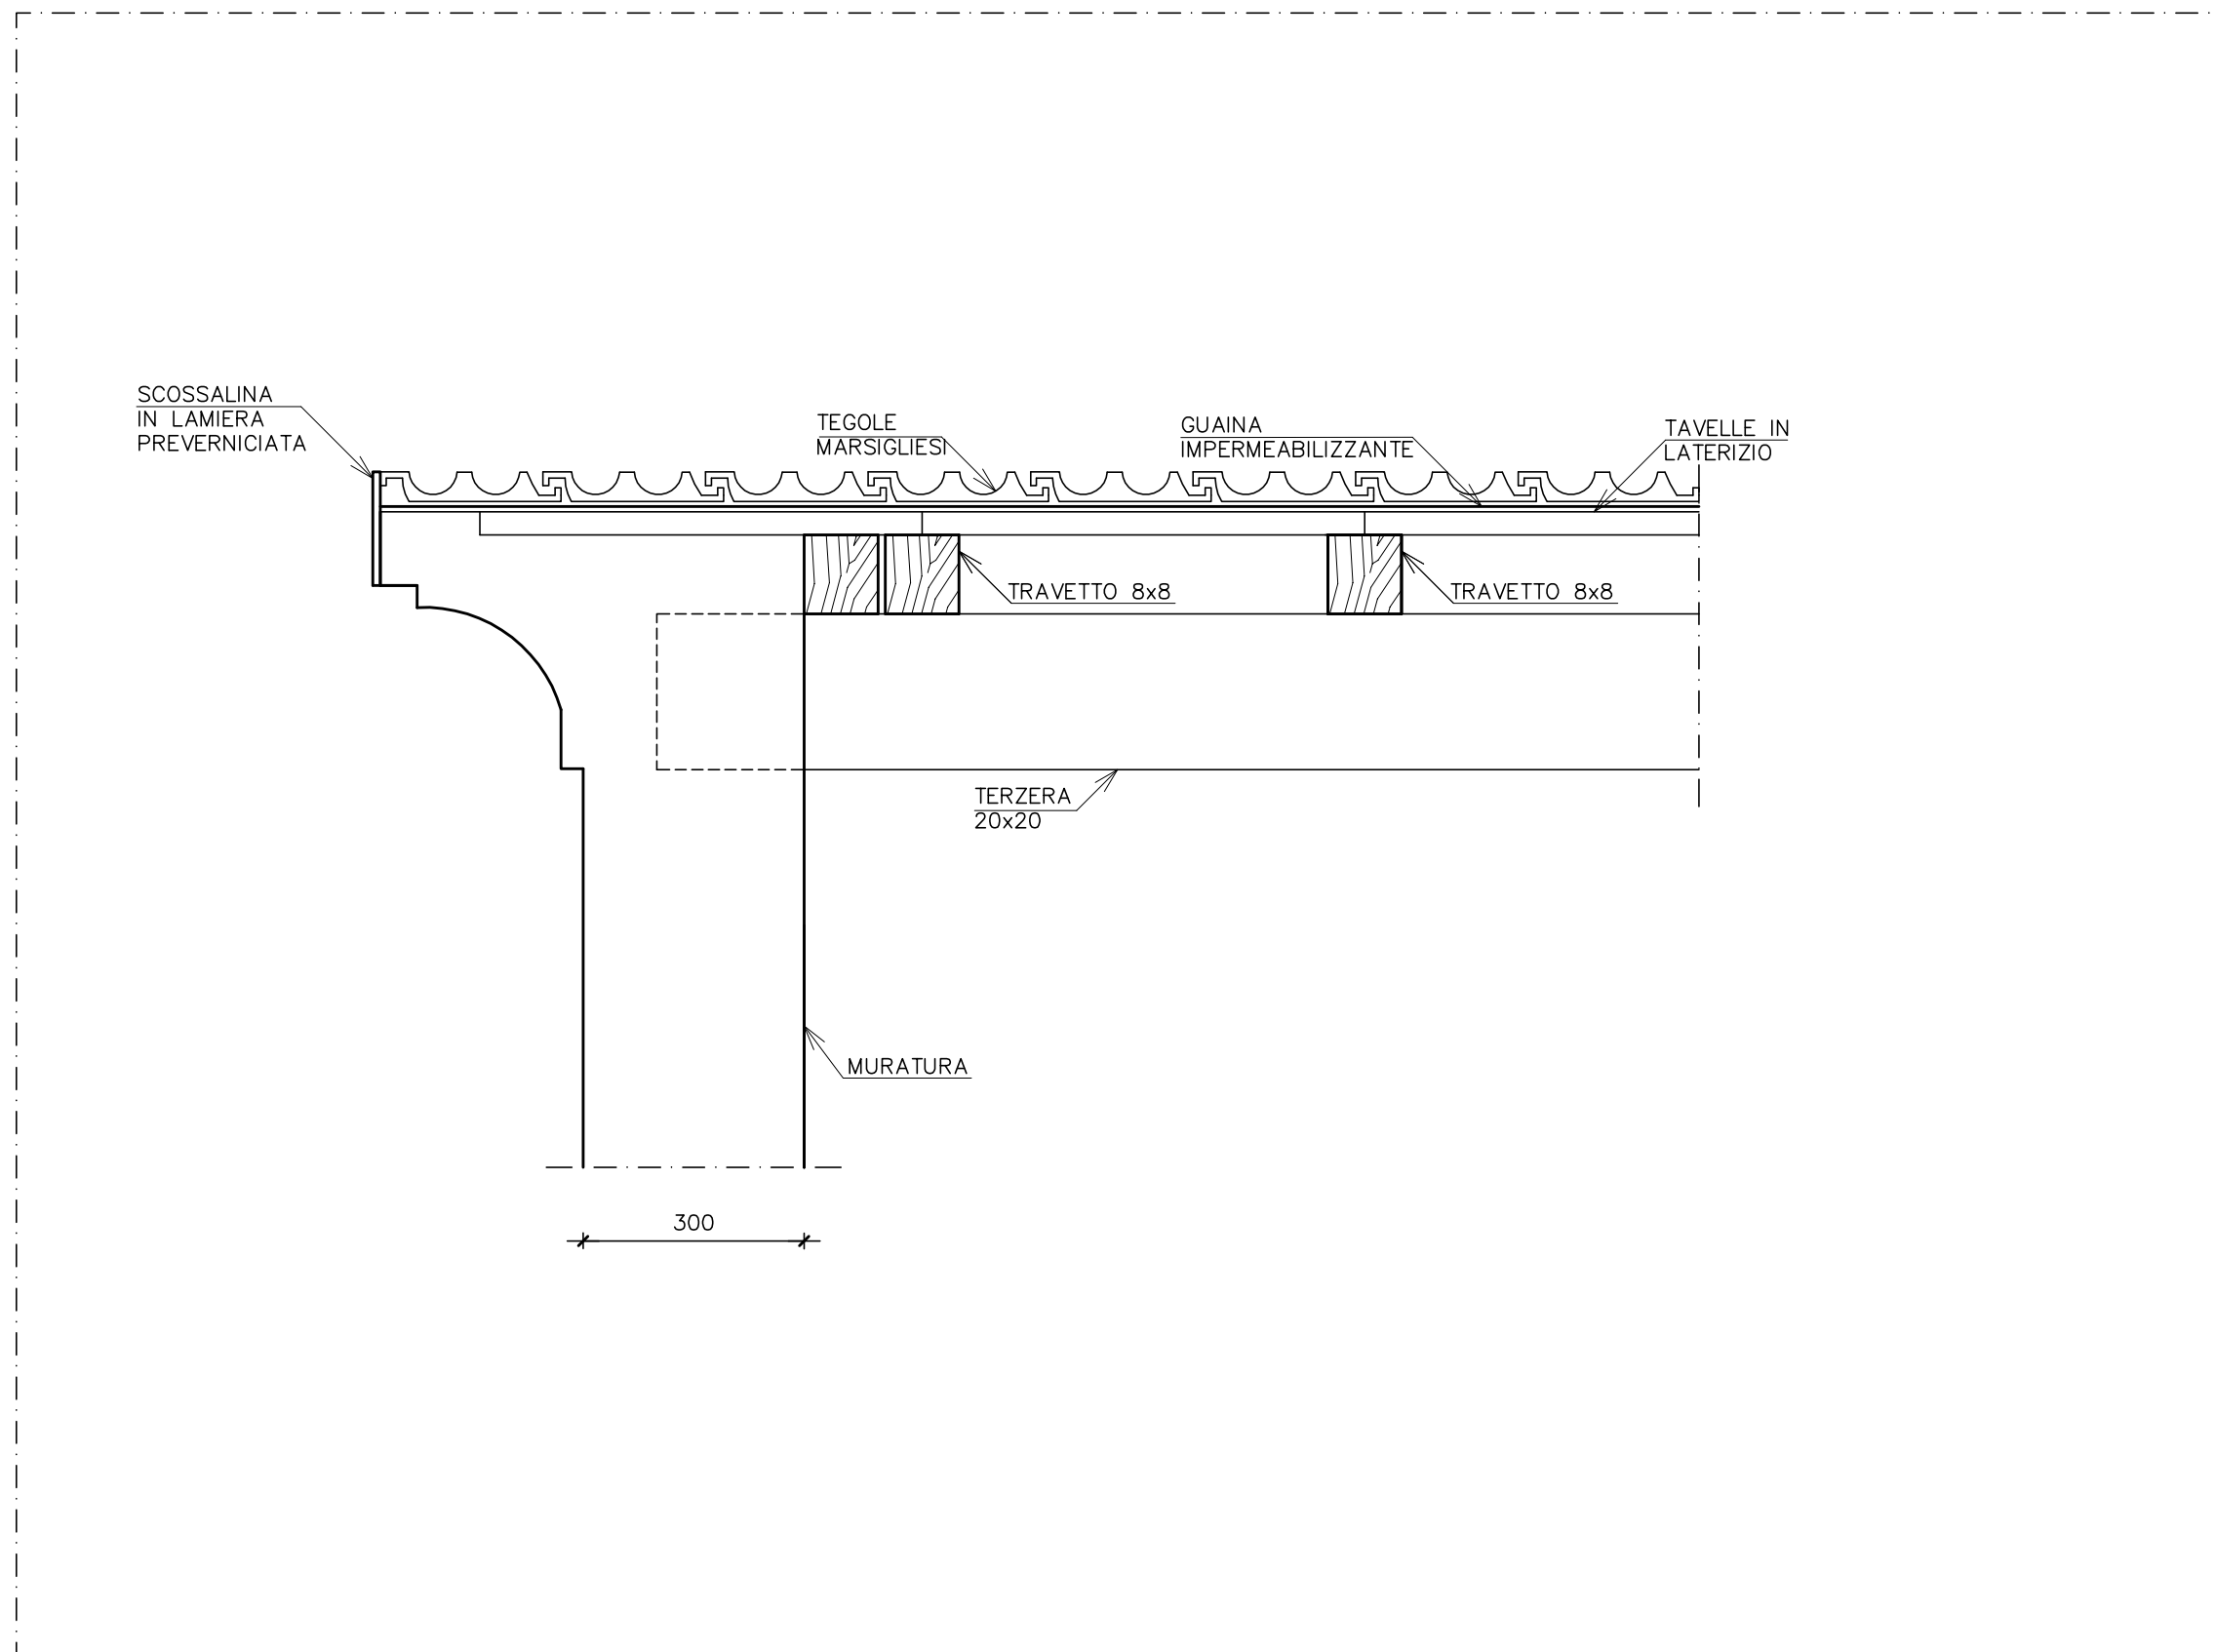 SCOSSALINA
IN LAMIERA
PREVERNICIATA
TEGOLE
MARSIGLIESI
GUAINA
IMPERMEABILIZZANTE
TAVELLE IN
LATERIZIO
TRAVETTO 8x8
TRAVETTO 8x8
TERZERA
20x20
MURATURA
300